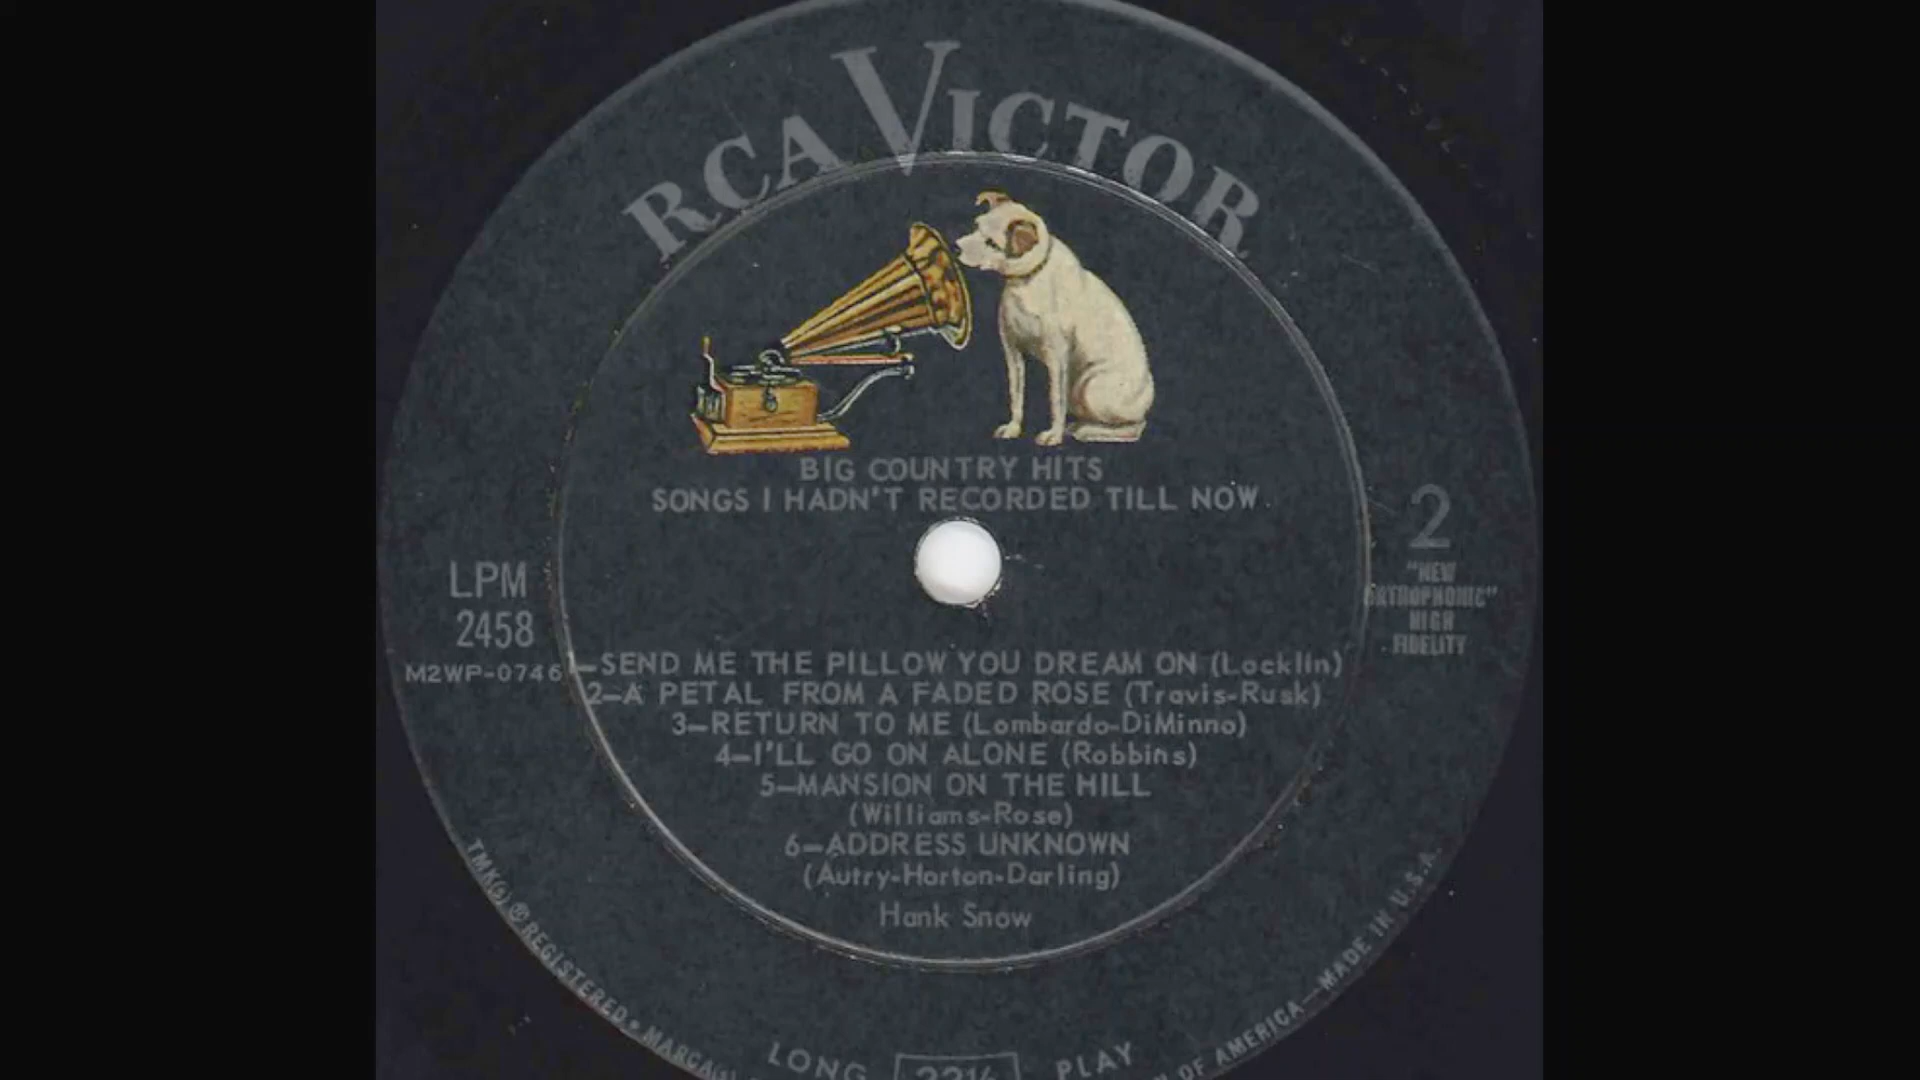 RCA VICTOR
BIG COUNTRY HITS
SONGS I HADN'T RECORDED TILL NOW
2
"NEW
ORTHOPHONIC"
HIGH
FIDELITY
LPM
2458
M2WP-0746
1—SEND ME THE PILLOW YOU DREAM ON (Locklin)
2—A PETAL FROM A FADED ROSE (Travis-Rusk)
3—RETURN TO ME (Lombardo-DiMinno)
4—I'LL GO ON ALONE (Robbins)
5—MANSION ON THE HILL
(Williams-Rose)
6—ADDRESS UNKNOWN
(Autry-Horton-Darling)
Hank Snow
TMK(s) ® REGISTERED • MARCA(s)
OF AMERICA—MADE IN U.S.A.
LONG 33⅓ PLAY